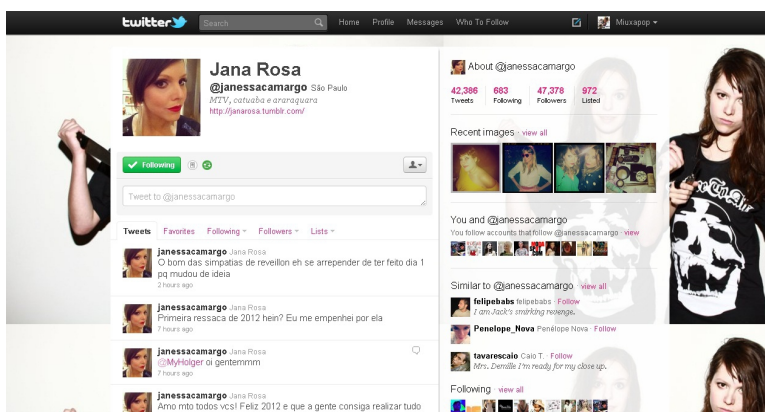 twitter
Search
Home Profile Messages Who To Follow
Miuxapop
Jana Rosa
@janessacamargo São Paulo
MTV, catuaba e araraquara
http://janarosa.tumblr.com/
Following
Tweet to @janessacamargo
Tweets Favorites Following Followers Lists
janessacamargo Jana Rosa
O bom das simpatias de reveillon eh se arrepender de ter feito dia 1
pq mudou de ideia
2 hours ago
janessacamargo Jana Rosa
Primeira ressaca de 2012 hein? Eu me empenhei por ela
7 hours ago
janessacamargo Jana Rosa
@MyHolger oi gentemmm
7 hours ago
janessacamargo Jana Rosa
Amo mto todos vcs! Feliz 2012 e que a gente consiga realizar tudo
About @janessacamargo
42,386 683 47,378 972
Tweets Following Followers Listed
Recent images · view all
You and @janessacamargo
You follow accounts that follow @janessacamargo · view
Similar to @janessacamargo · view all
felipebabs felipebabs · Follow
I am Jack's smirking revenge.
Penelope_Nova Penélope Nova · Follow
tavarescaio Caio T. · Follow
Mrs. Demille I'm ready for my close up.
Following · view all